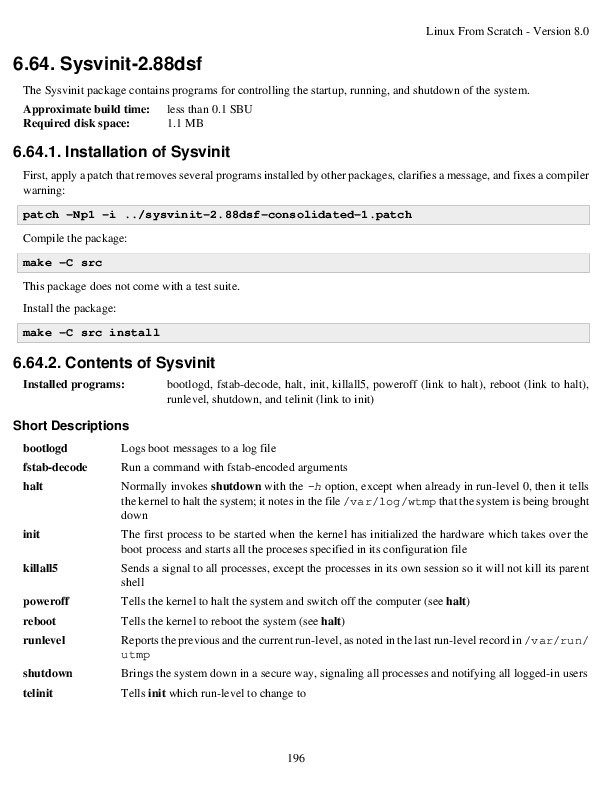 Linux From Scratch - Version 8.0
6.64. Sysvinit-2.88dsf
The Sysvinit package contains programs for controlling the startup, running, and shutdown of the system.
Approximate build time: less than 0.1 SBU
Required disk space: 1.1 MB
6.64.1. Installation of Sysvinit
First, apply a patch that removes several programs installed by other packages, clarifies a message, and fixes a compiler
warning:
patch -Np1 -i ../sysvinit-2.88dsf-consolidated-1.patch
Compile the package:
make -C src
This package does not come with a test suite.
Install the package:
make -C src install
6.64.2. Contents of Sysvinit
Installed programs: bootlogd, fstab-decode, halt, init, killall5, poweroff (link to halt), reboot (link to halt),
runlevel, shutdown, and telinit (link to init)
Short Descriptions
bootlogd Logs boot messages to a log file
fstab-decode Run a command with fstab-encoded arguments
halt Normally invokes shutdown with the -h option, except when already in run-level 0, then it tells
the kernel to halt the system; it notes in the file /var/log/wtmp that the system is being brought
down
init The first process to be started when the kernel has initialized the hardware which takes over the
boot process and starts all the proceses specified in its configuration file
killall5 Sends a signal to all processes, except the processes in its own session so it will not kill its parent
shell
poweroff Tells the kernel to halt the system and switch off the computer (see halt)
reboot Tells the kernel to reboot the system (see halt)
runlevel Reports the previous and the current run-level, as noted in the last run-level record in /var/run/
utmp
shutdown Brings the system down in a secure way, signaling all processes and notifying all logged-in users
telinit Tells init which run-level to change to
196